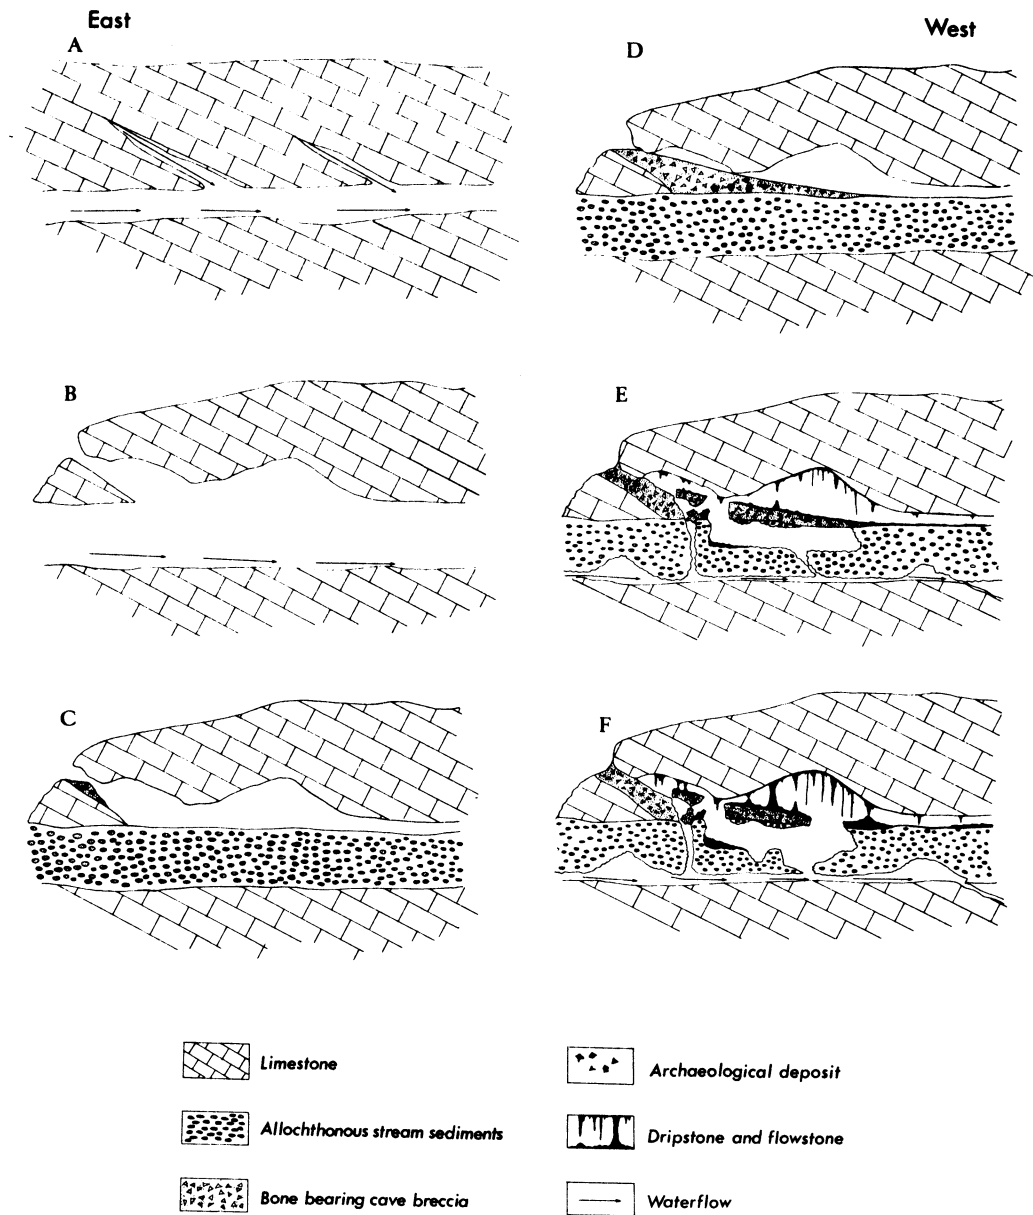 East
West
A
D
B
E
C
F
Limestone
Archaeological deposit
Allochthonous stream sediments
Dripstone and flowstone
Bone bearing cave breccia
Waterflow